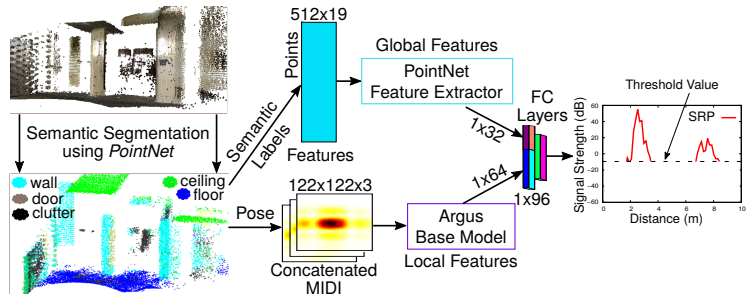 512x19
Points
Features
Semantic Segmentation
using PointNet
Semantic
Labels
wall
door
clutter
ceiling
floor
Pose
122x122x3
Concatenated
MIDI
Global Features
PointNet
Feature Extractor
1x32
Argus
Base Model
Local Features
1x64
FC
Layers
1x96
Threshold Value
SRP
Signal Strength (dB)
60
40
20
0
-20
-40
-60
0 2 4 6 8 10
Distance (m)